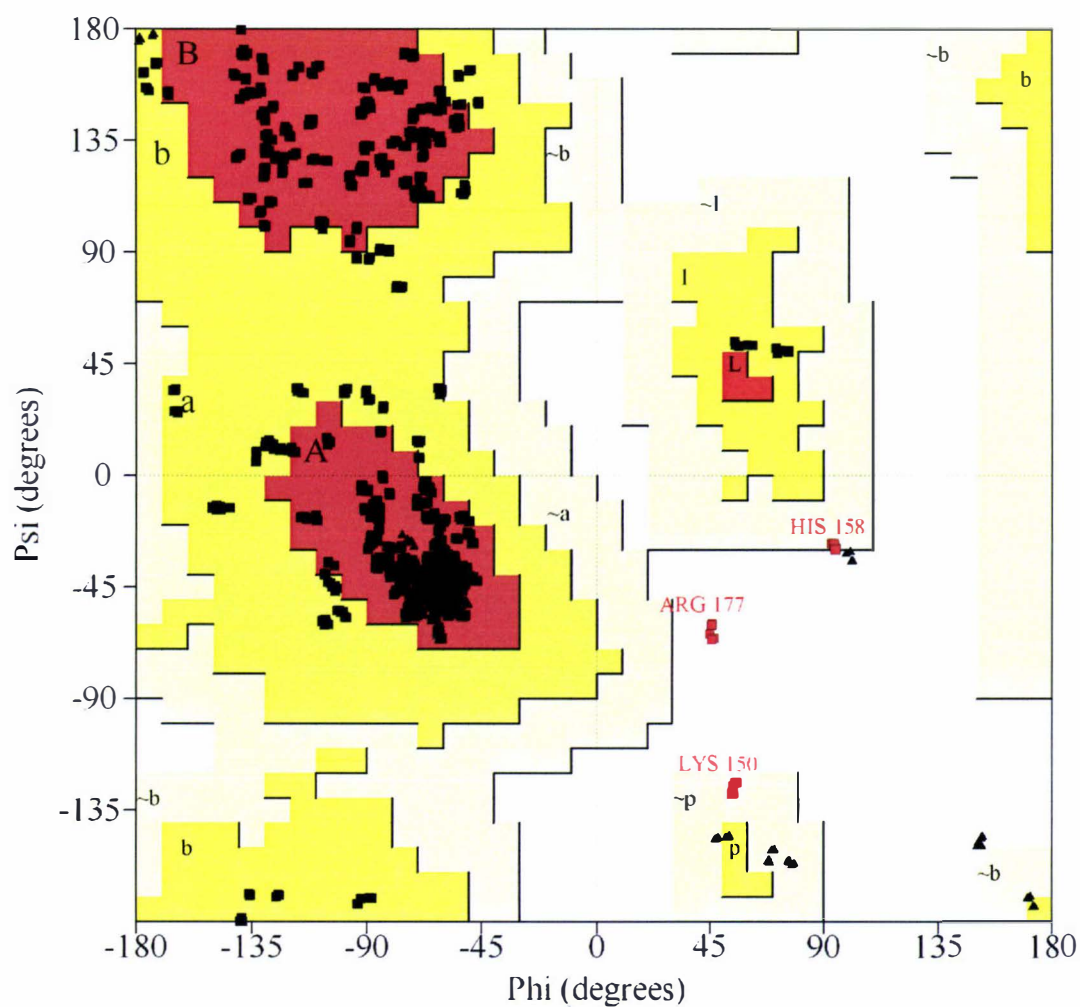 180
B
~b
b
135
b
~b
~l
90
l
45
L
a
A
0
~a
HIS 158
-45
ARG 177
-90
LYS 150
-135
~b
~p
b
p
~b
-180 -135 -90 -45 0 45 90 135 180
Phi (degrees)
Psi (degrees)